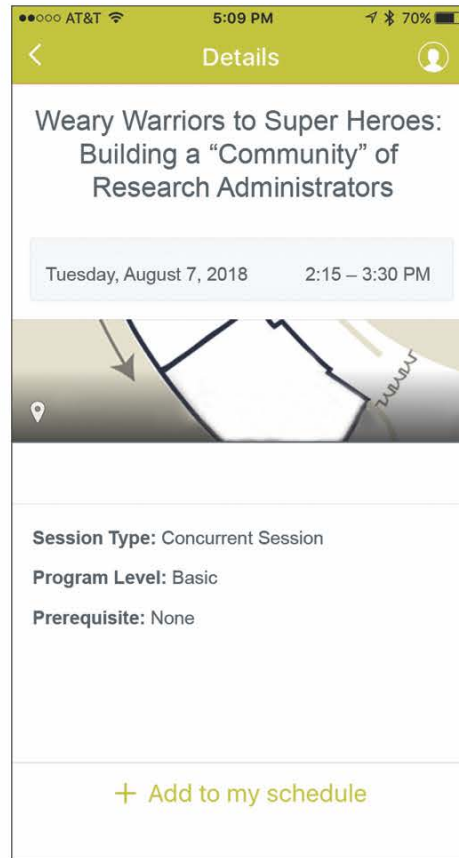 AT&T 5:09 PM 70%
Details
Weary Warriors to Super Heroes:
Building a “Community” of
Research Administrators
Tuesday, August 7, 2018 2:15 – 3:30 PM
Session Type: Concurrent Session
Program Level: Basic
Prerequisite: None
+ Add to my schedule